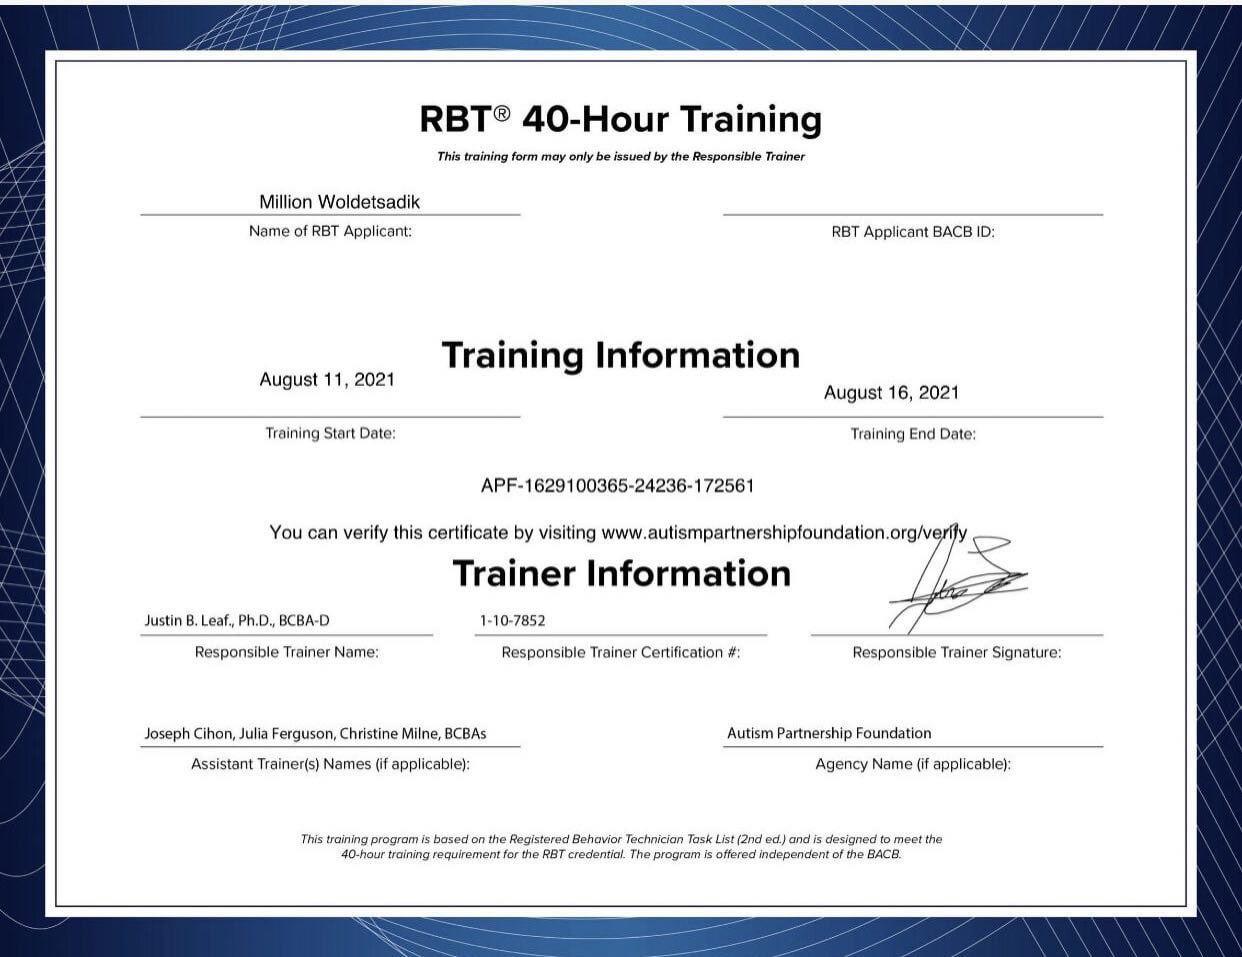 RBT® 40-Hour Training
This training form may only be issued by the Responsible Trainer
Million Woldetsadik
Name of RBT Applicant:
RBT Applicant BACB ID:
Training Information
August 11, 2021
August 16, 2021
Training Start Date:
Training End Date:
APF-1629100365-24236-172561
You can verify this certificate by visiting www.autismpartnershipfoundation.org/verify
Trainer Information
Justin B. Leaf., Ph.D., BCBA-D
1-10-7852
Responsible Trainer Name:
Responsible Trainer Certification #:
Responsible Trainer Signature:
Joseph Cihon, Julia Ferguson, Christine Milne, BCBAs
Autism Partnership Foundation
Assistant Trainer(s) Names (if applicable):
Agency Name (if applicable):
This training program is based on the Registered Behavior Technician Task List (2nd ed.) and is designed to meet the
40-hour training requirement for the RBT credential. The program is offered independent of the BACB.